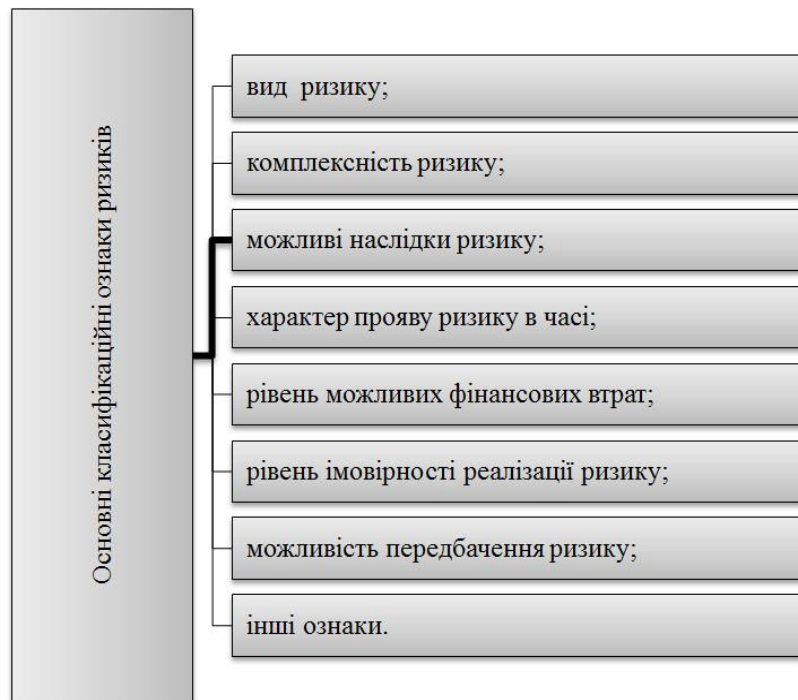 Основні класифікаційні ознаки ризиків
вид ризику;
комплексність ризику;
можливі наслідки ризику;
характер прояву ризику в часі;
рівень можливих фінансових втрат;
рівень імовірності реалізації ризику;
можливість передбачення ризику;
інші ознаки.